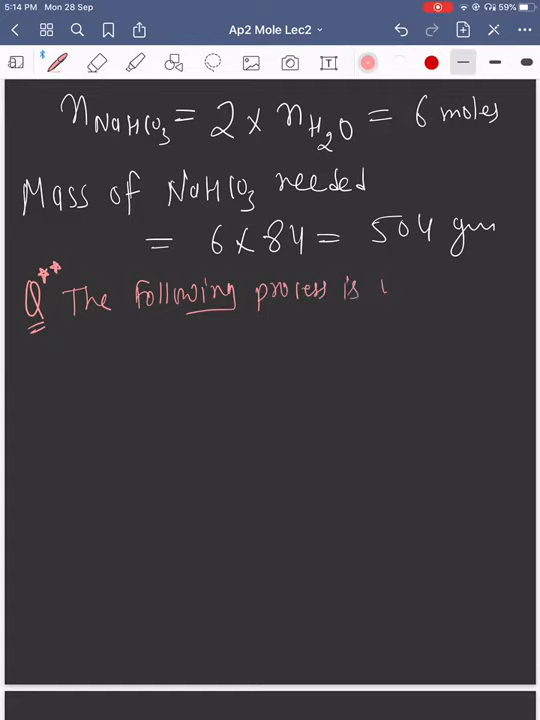 5:14 PM Mon 28 Sep 59%
Ap2 Mole Lec2
T
n NaHCO3 = 2 × n H2O = 6 moles
Mass of NaHCO3 needed
= 6 × 84 = 504 gm
Q** The following process is